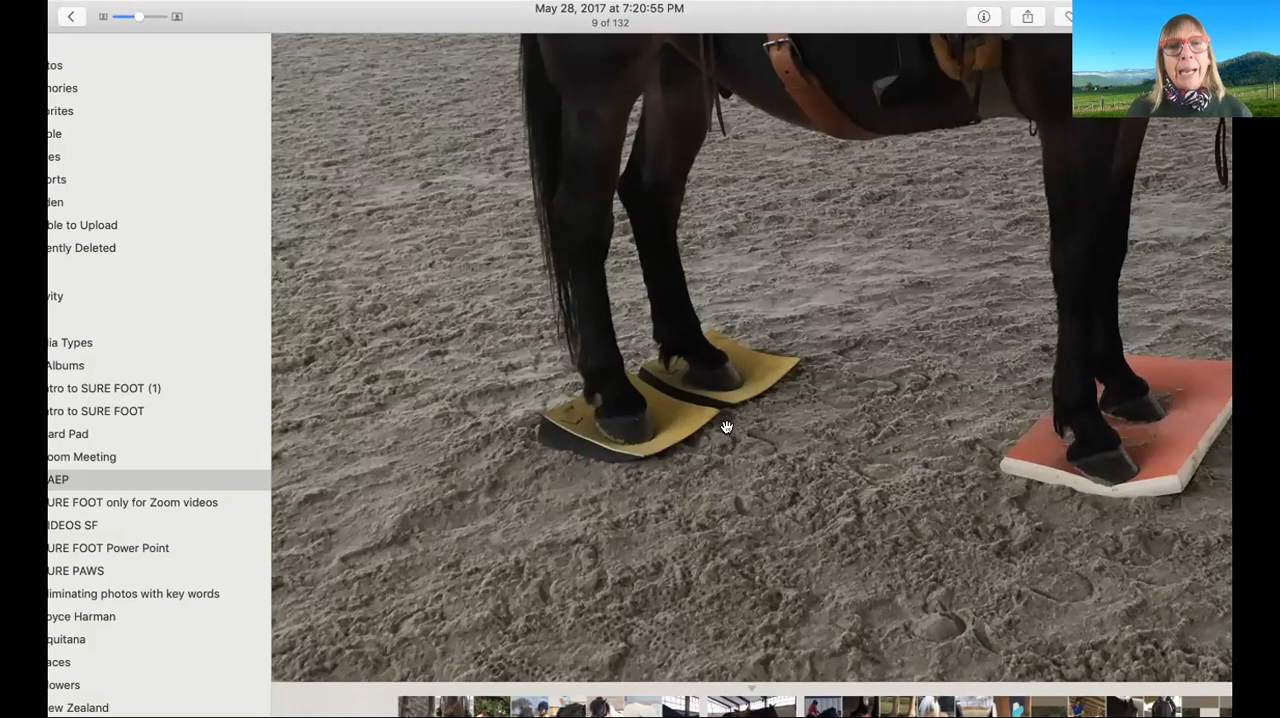 May 28, 2017 at 7:20:55 PM
9 of 132
tos
mories
orites
ple
es
orts
den
ble to Upload
ently Deleted
vity
ia Types
Albums
ntro to SURE FOOT (1)
ntro to SURE FOOT
ard Pad
oom Meeting
AEP
URE FOOT only for Zoom videos
IDEOS SF
URE FOOT Power Point
URE PAWS
liminating photos with key words
oyce Harman
quitana
aces
lowers
ew Zealand